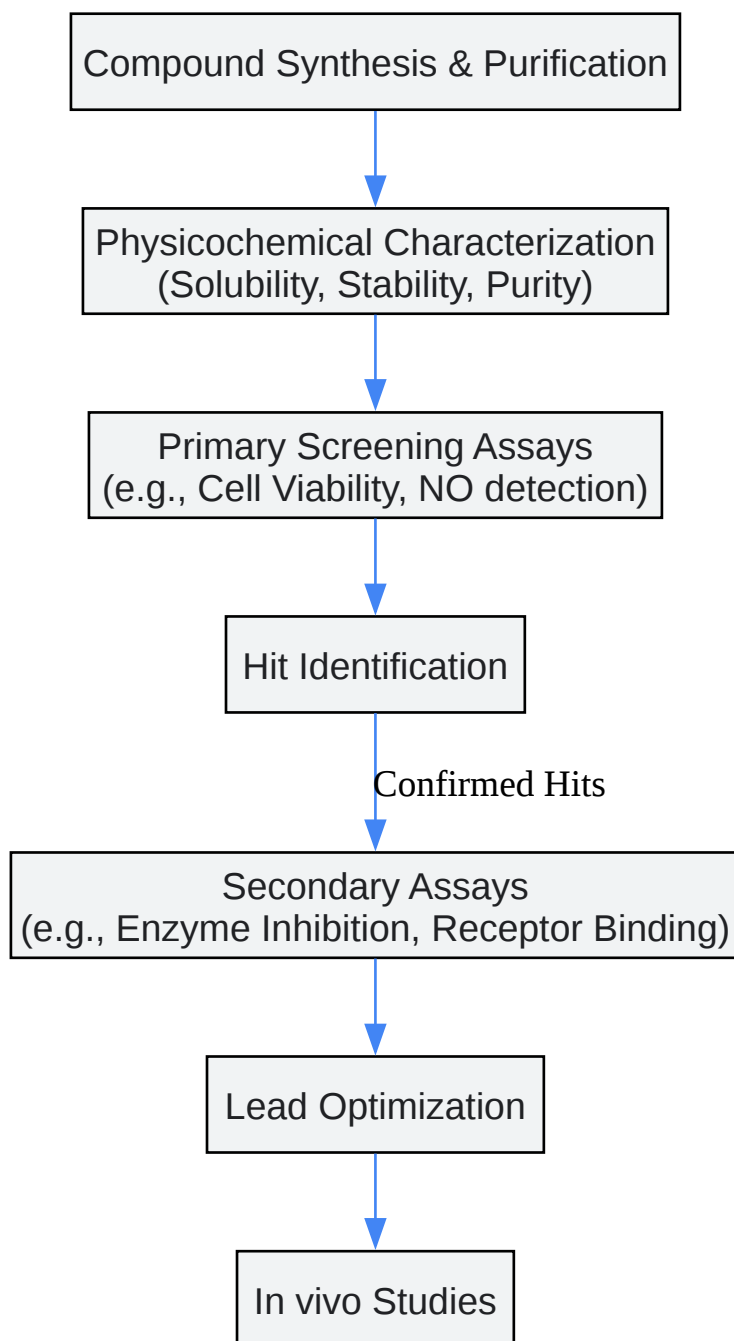 Compound Synthesis & Purification
Physicochemical Characterization
(Solubility, Stability, Purity)
Primary Screening Assays
(e.g., Cell Viability, NO detection)
Hit Identification
Confirmed Hits
Secondary Assays
(e.g., Enzyme Inhibition, Receptor Binding)
Lead Optimization
In vivo Studies